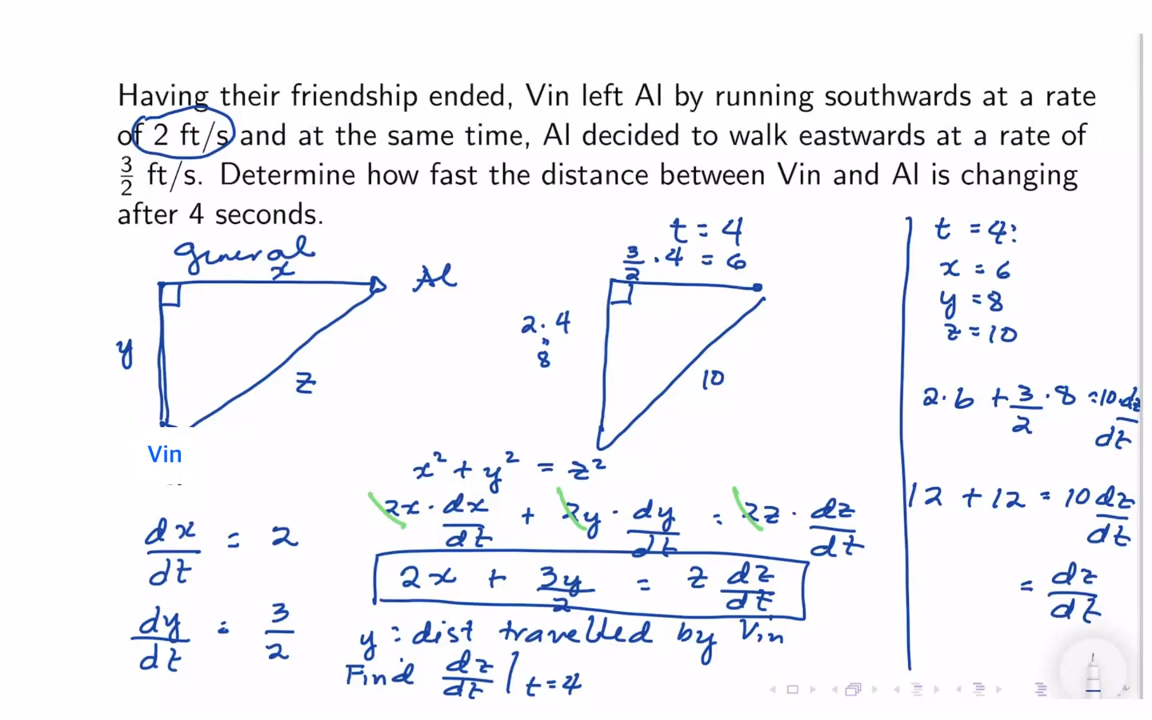 Having their friendship ended, Vin left Al by running southwards at a rate
of 2 ft/s and at the same time, Al decided to walk eastwards at a rate of
3/2 ft/s. Determine how fast the distance between Vin and Al is changing
after 4 seconds.
general
x
Al
y
z
Vin
dx/dt = 2
dy/dt = 3/2
t = 4
3/2 · 4 = 6
2 · 4
"
8
10
x² + y² = z²
2x · dx/dt + 2y · dy/dt = 2z · dz/dt
2x + 3y/2 = z dz/dt
y : dist travelled by Vin
Find dz/dt | t=4
t = 4:
x = 6
y = 8
z = 10
2·6 + 3/2 · 8 = 10 dz/dt
12 + 12 = 10 dz/dt
= dz/dt